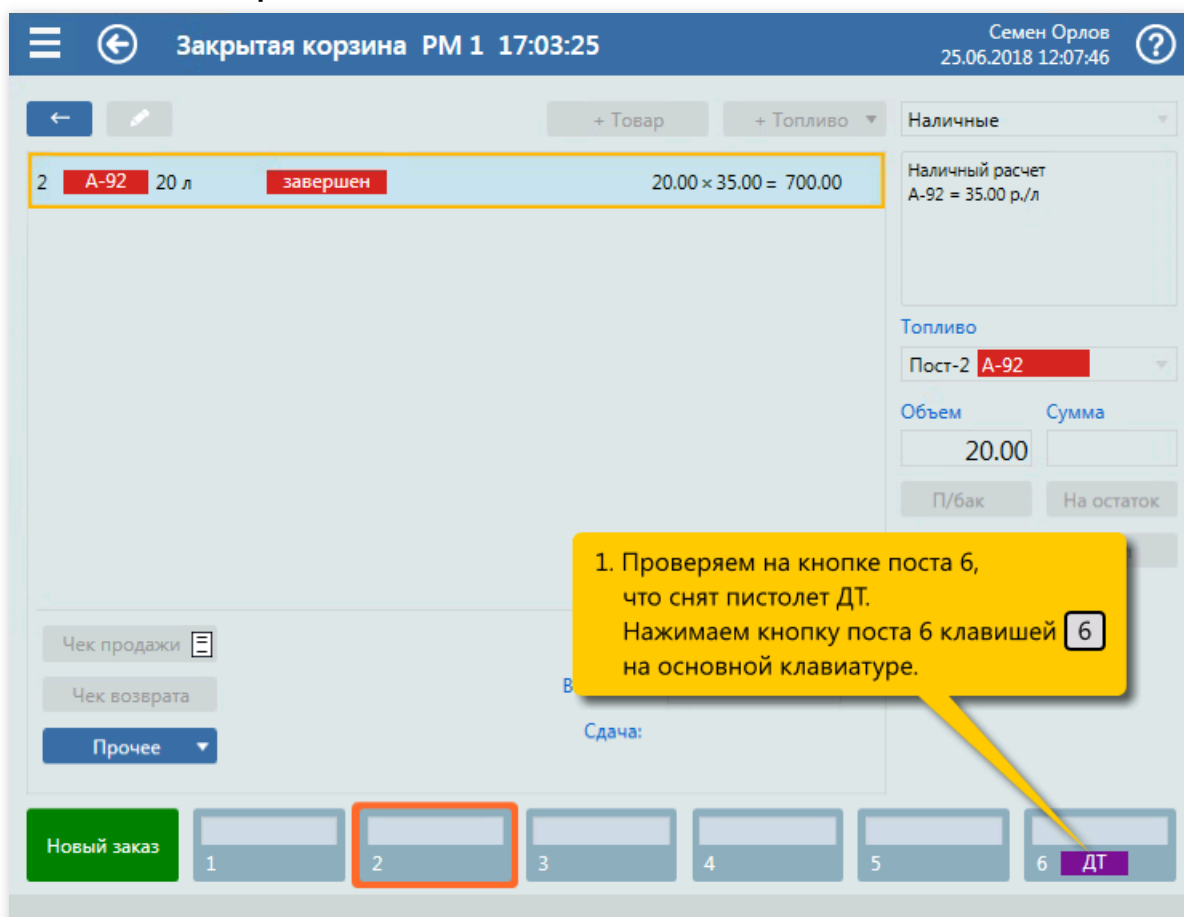 Закрытая корзина РМ 1 17:03:25
Семен Орлов
25.06.2018 12:07:46
?
+ Товар
+ Топливо
Наличные
2 А-92 20 л завершен 20.00 × 35.00 = 700.00
Наличный расчет
А-92 = 35.00 р./л
Топливо
Пост-2 А-92
Объем Сумма
20.00
П/бак На остаток
1. Проверяем на кнопке поста 6,
что снят пистолет ДТ.
Нажимаем кнопку поста 6 клавишей 6
на основной клавиатуре.
Чек продажи
Чек возврата
В
Прочее
Сдача:
Новый заказ
1
2
3
4
5
6 ДТ